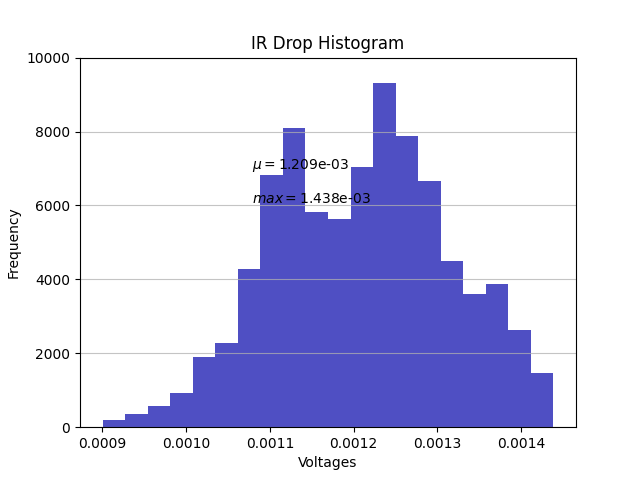 IR Drop Histogram
10000
8000
6000
4000
2000
0
Frequency
μ = 1.209e-03
max = 1.438e-03
0.0009 0.0010 0.0011 0.0012 0.0013 0.0014
Voltages